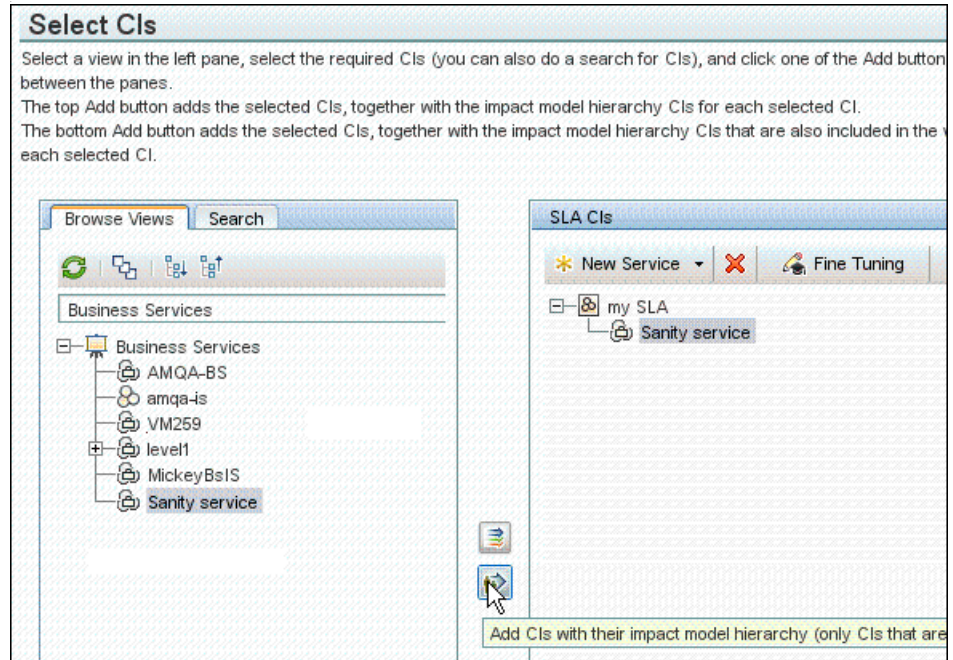 Select CIs
Select a view in the left pane, select the required CIs (you can also do a search for CIs), and click one of the Add button
between the panes.
The top Add button adds the selected CIs, together with the impact model hierarchy CIs for each selected CI.
The bottom Add button adds the selected CIs, together with the impact model hierarchy CIs that are also included in the
each selected CI.
Browse Views
Search
Business Services
Business Services
AMQA-BS
amqa-is
VM259
level1
MickeyBsIS
Sanity service
SLA CIs
New Service
Fine Tuning
my SLA
Sanity service
Add CIs with their impact model hierarchy (only CIs that are